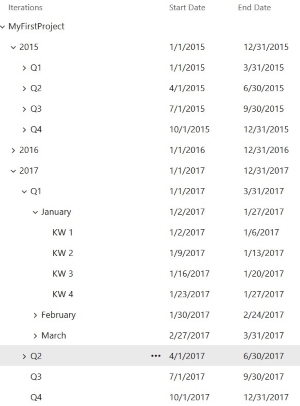 Iterations Start Date End Date
MyFirstProject
2015 1/1/2015 12/31/2015
Q1 1/1/2015 3/31/2015
Q2 4/1/2015 6/30/2015
Q3 7/1/2015 9/30/2015
Q4 10/1/2015 12/31/2015
2016 1/1/2016 12/31/2016
2017 1/1/2017 12/31/2017
Q1 1/1/2017 3/31/2017
January 1/2/2017 1/27/2017
KW 1 1/2/2017 1/6/2017
KW 2 1/9/2017 1/13/2017
KW 3 1/16/2017 1/20/2017
KW 4 1/23/2017 1/27/2017
February 1/30/2017 2/24/2017
March 2/27/2017 3/31/2017
Q2 ••• 4/1/2017 6/30/2017
Q3 7/1/2017 9/30/2017
Q4 10/1/2017 12/31/2017